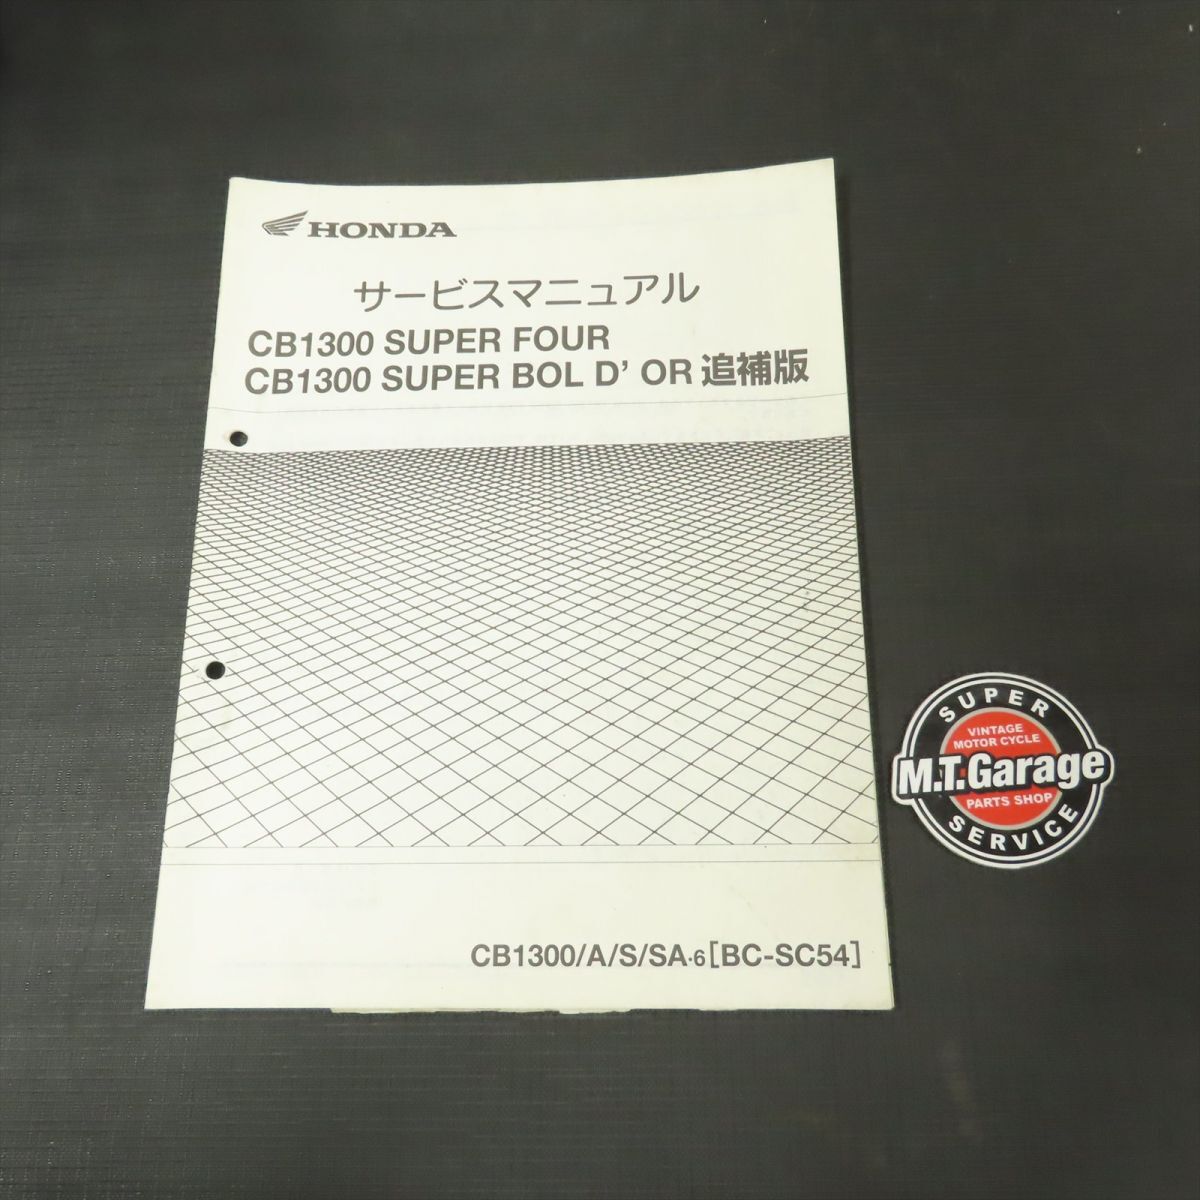 HONDA
サービスマニュアル
CB1300 SUPER FOUR
CB1300 SUPER BOL D' OR 追補版
CB1300/A/S/SA·6[BC-SC54]
SUPER
VINTAGE
MOTOR CYCLE
M.T.Garage
PARTS SHOP
SERVICE